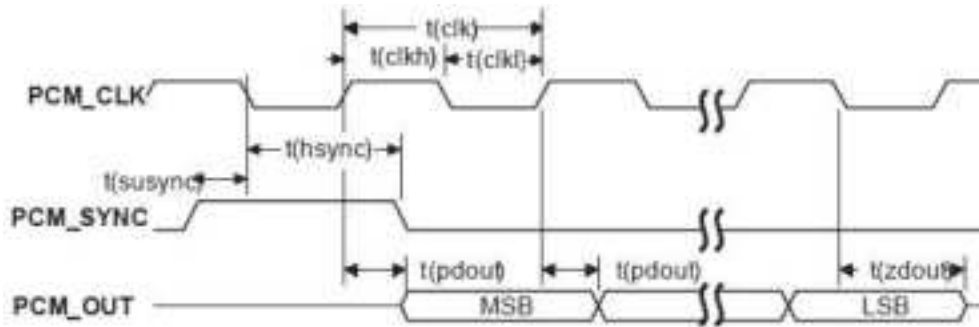 t(clk)
t(clkh) t(clkl)
PCM_CLK
t(hsync)
t(susync)
PCM_SYNC
t(pdout) t(pdout) t(zdout)
PCM_OUT MSB LSB